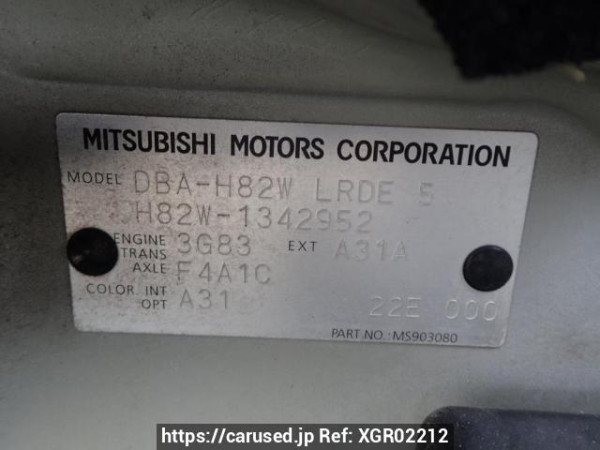 MITSUBISHI MOTORS CORPORATION
MODEL DBA-H82W LRDE 5
H82W-1342952
ENGINE 3G83 EXT A31A
TRANS
AXLE F4A1C
COLOR INT A31
OPT 22E 000
PART NO.: MS903080
https://carused.jp Ref: XGR02212